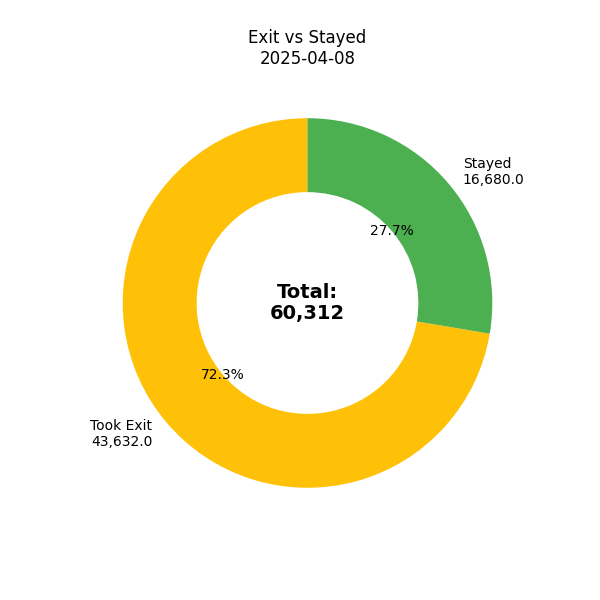 Exit vs Stayed
2025-04-08
Stayed
16,680.0
27.7%
Total:
60,312
72.3%
Took Exit
43,632.0